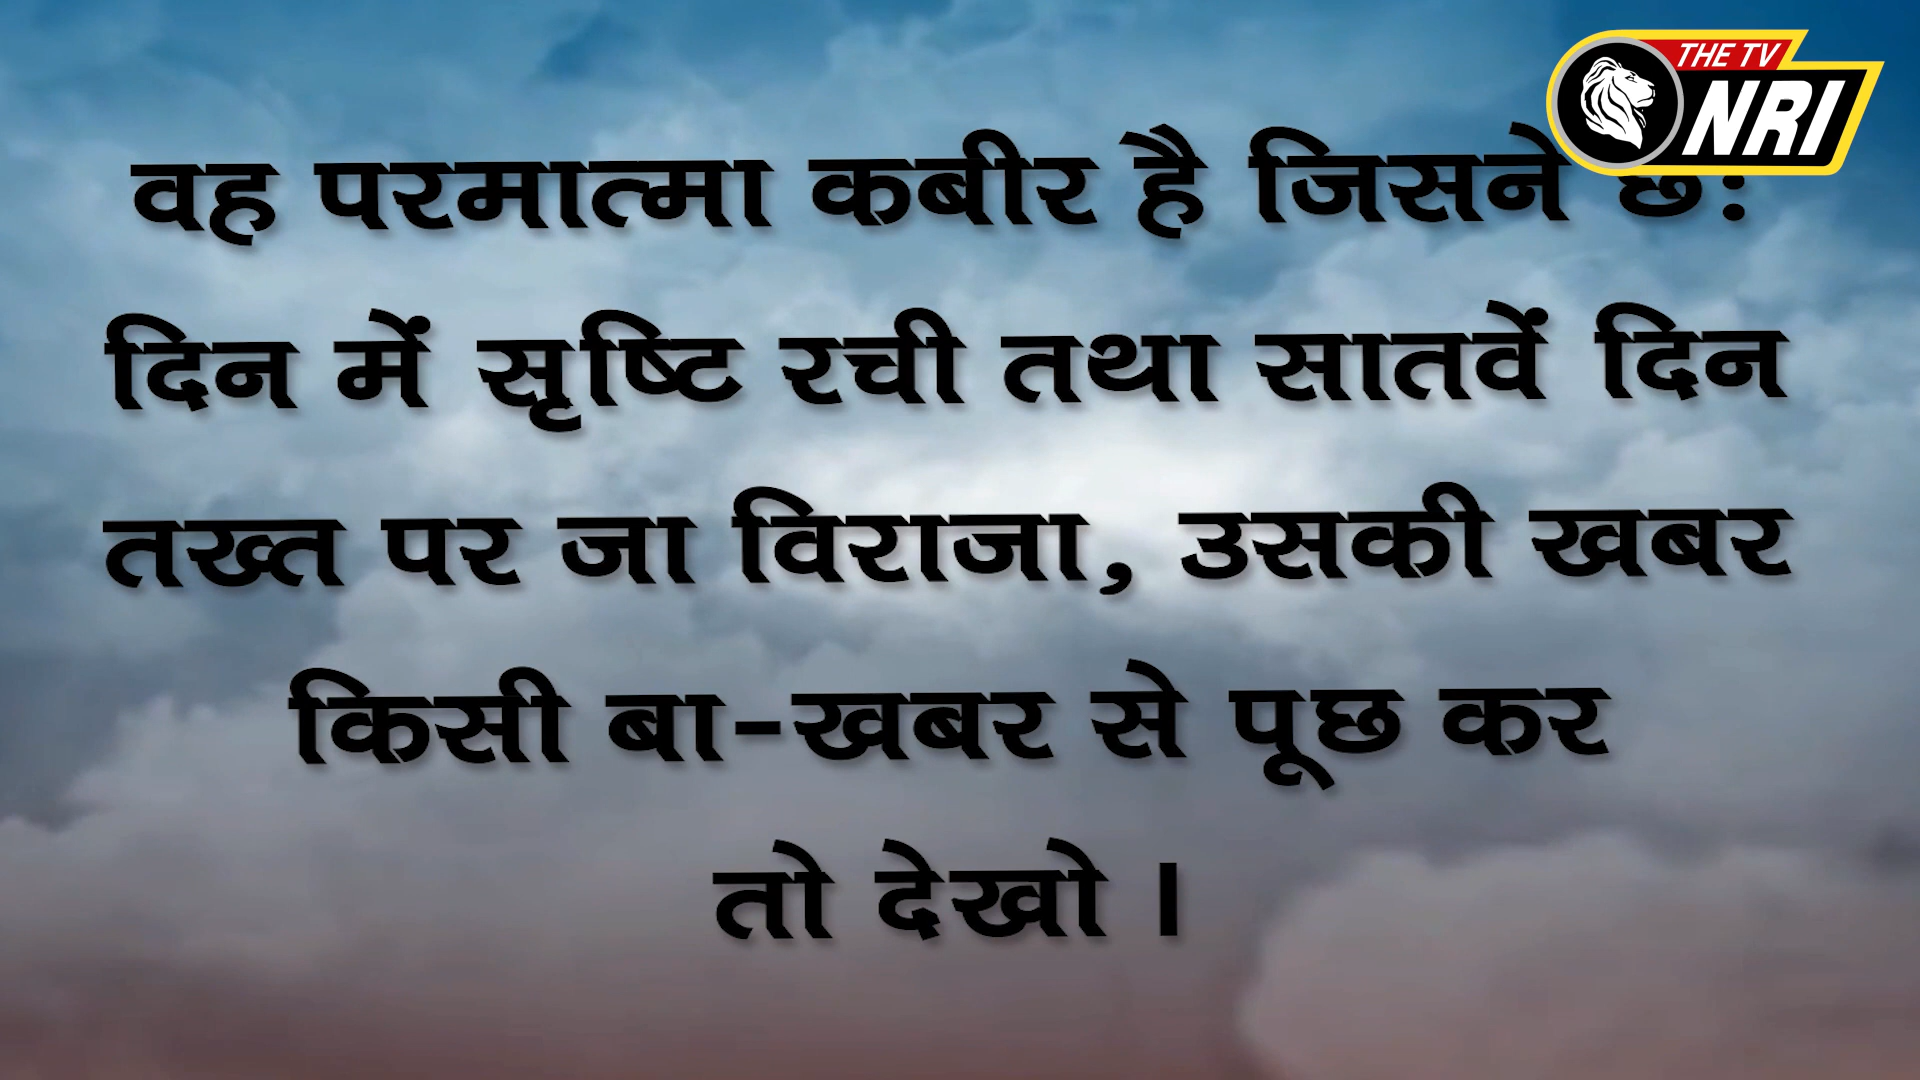 THE TV
NRI
वह परमात्मा कबीर है जिसने छः
दिन में सृष्टि रची तथा सातवें दिन
तख्त पर जा विराजा, उसकी खबर
किसी बा-खबर से पूछ कर
तो देखो ।